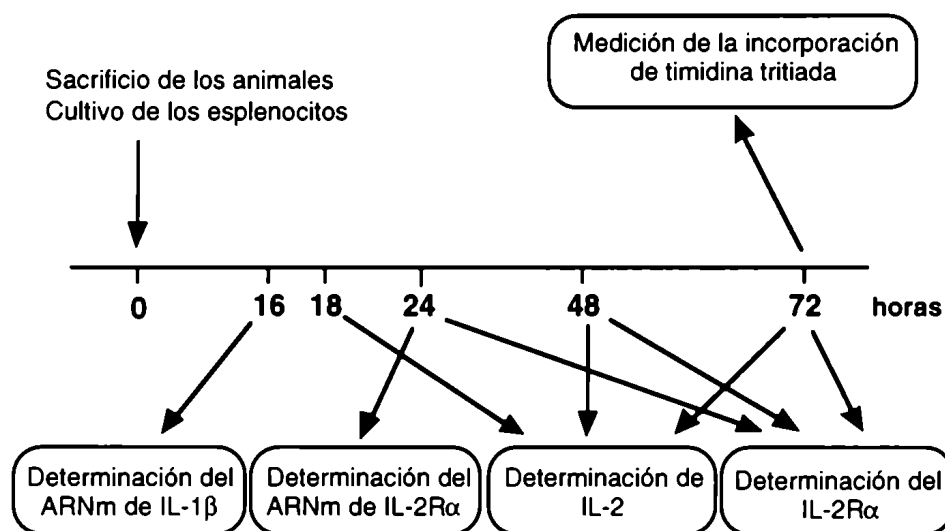 Medición de la incorporación
de timidina tritiada
Sacrificio de los animales
Cultivo de los esplenocitos
0 16 18 24 48 72 horas
Determinación del
ARNm de IL-1β
Determinación del
ARNm de IL-2Rα
Determinación de
IL-2
Determinación del
IL-2Rα